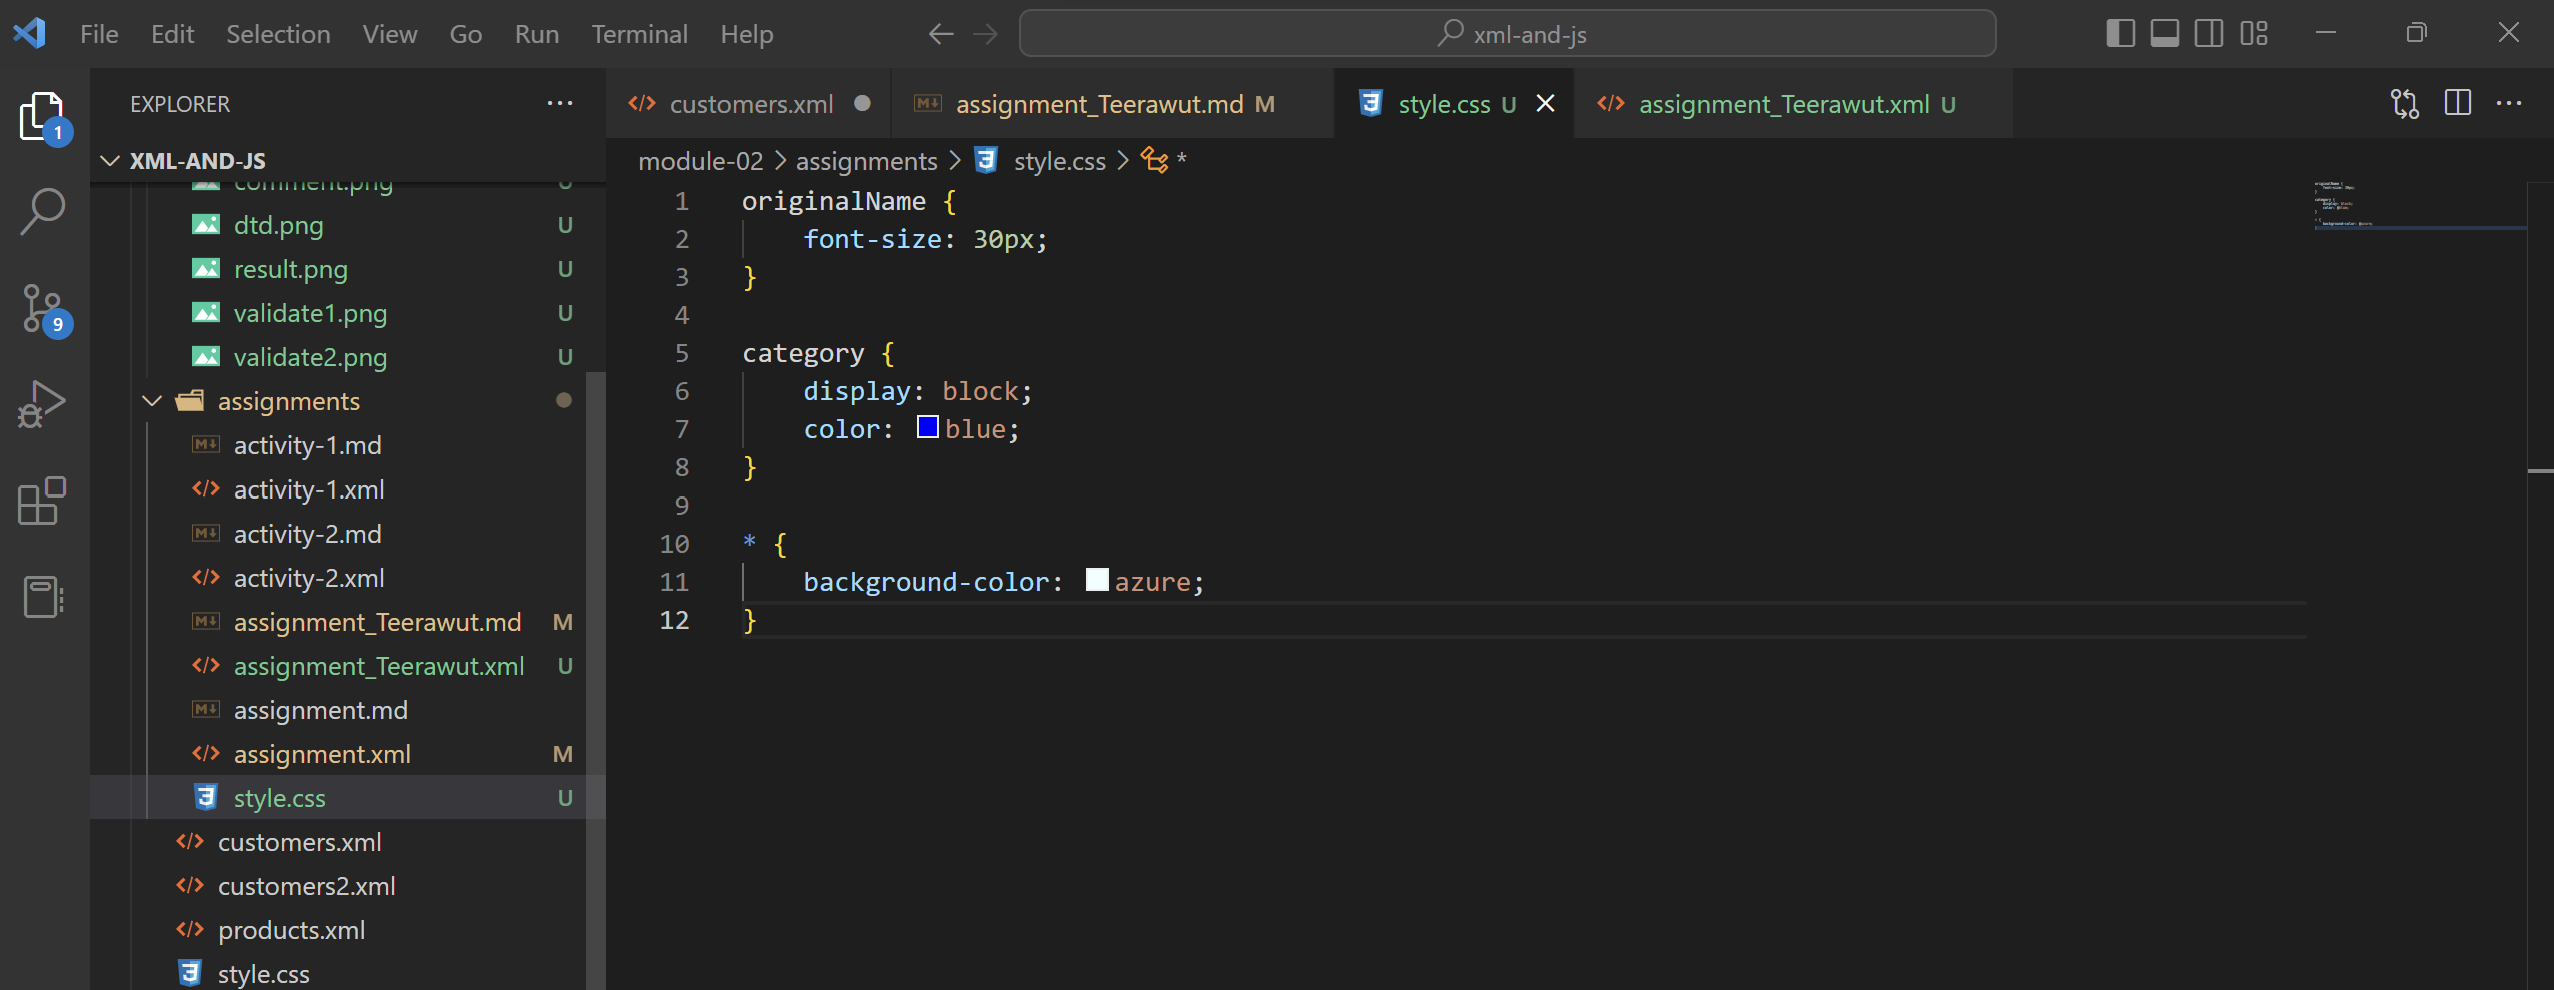 File Edit Selection View Go Run Terminal Help
xml-and-js
EXPLORER
XML-AND-JS
comment.png U
dtd.png U
result.png U
validate1.png U
validate2.png U
assignments
activity-1.md
activity-1.xml
activity-2.md
activity-2.xml
assignment_Teerawut.md M
assignment_Teerawut.xml U
assignment.md
assignment.xml M
style.css U
customers.xml
customers2.xml
products.xml
style.css
1
9
customers.xml
assignment_Teerawut.md M
style.css U
assignment_Teerawut.xml U
module-02 > assignments > style.css > *
1 originalName {
2 font-size: 30px;
3 }
4
5 category {
6 display: block;
7 color: blue;
8 }
9
10 * {
11 background-color: azure;
12 }